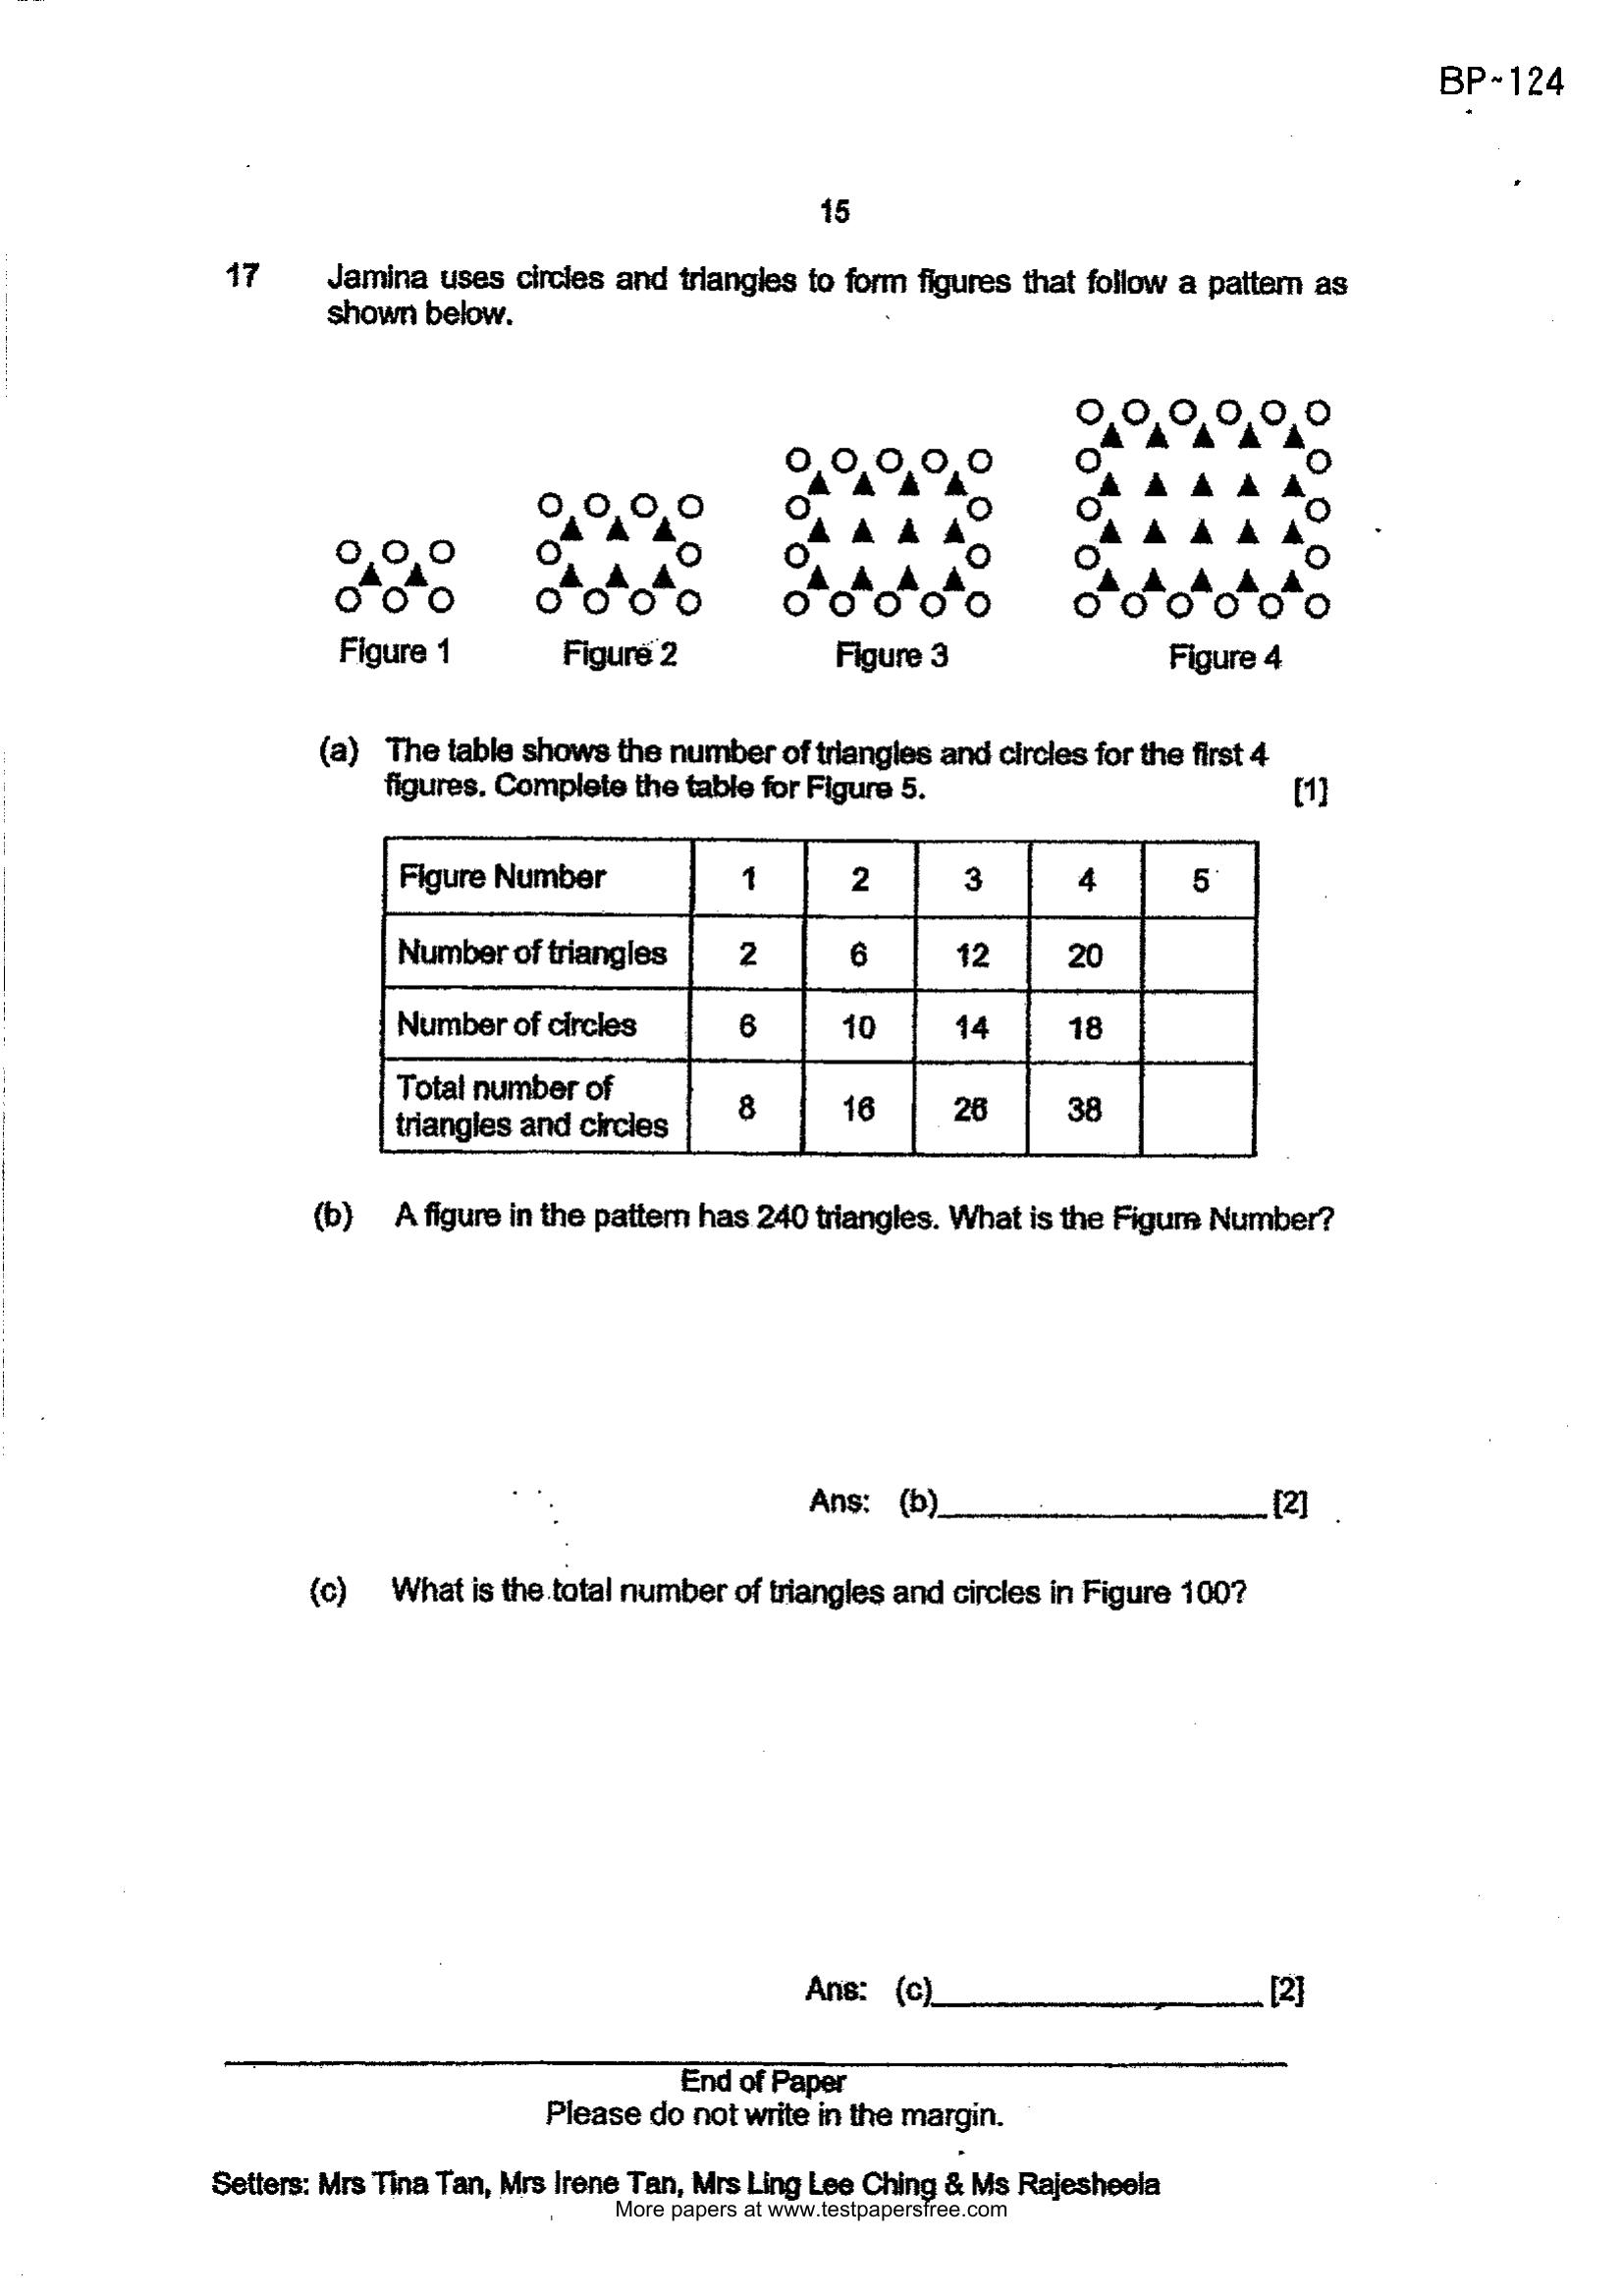 BP~124
15
17 Jamina uses circles and triangles to form figures that follow a pattern as
shown below.
Figure 1 Figure 2 Figure 3 Figure 4
(a) The table shows the number of triangles and circles for the first 4
figures. Complete the table for Figure 5. [1]
Figure Number 1 2 3 4 5
Number of triangles 2 6 12 20
Number of circles 6 10 14 18
Total number of
triangles and circles 8 16 26 38
(b) A figure in the pattern has 240 triangles. What is the Figure Number?
Ans: (b) [2]
(c) What is the total number of triangles and circles in Figure 100?
Ans: (c) [2]
End of Paper
Please do not write in the margin.
Setters: Mrs Tina Tan, Mrs Irene Tan, Mrs Ling Lee Ching & Ms Rajesheela
More papers at www.testpapersfree.com